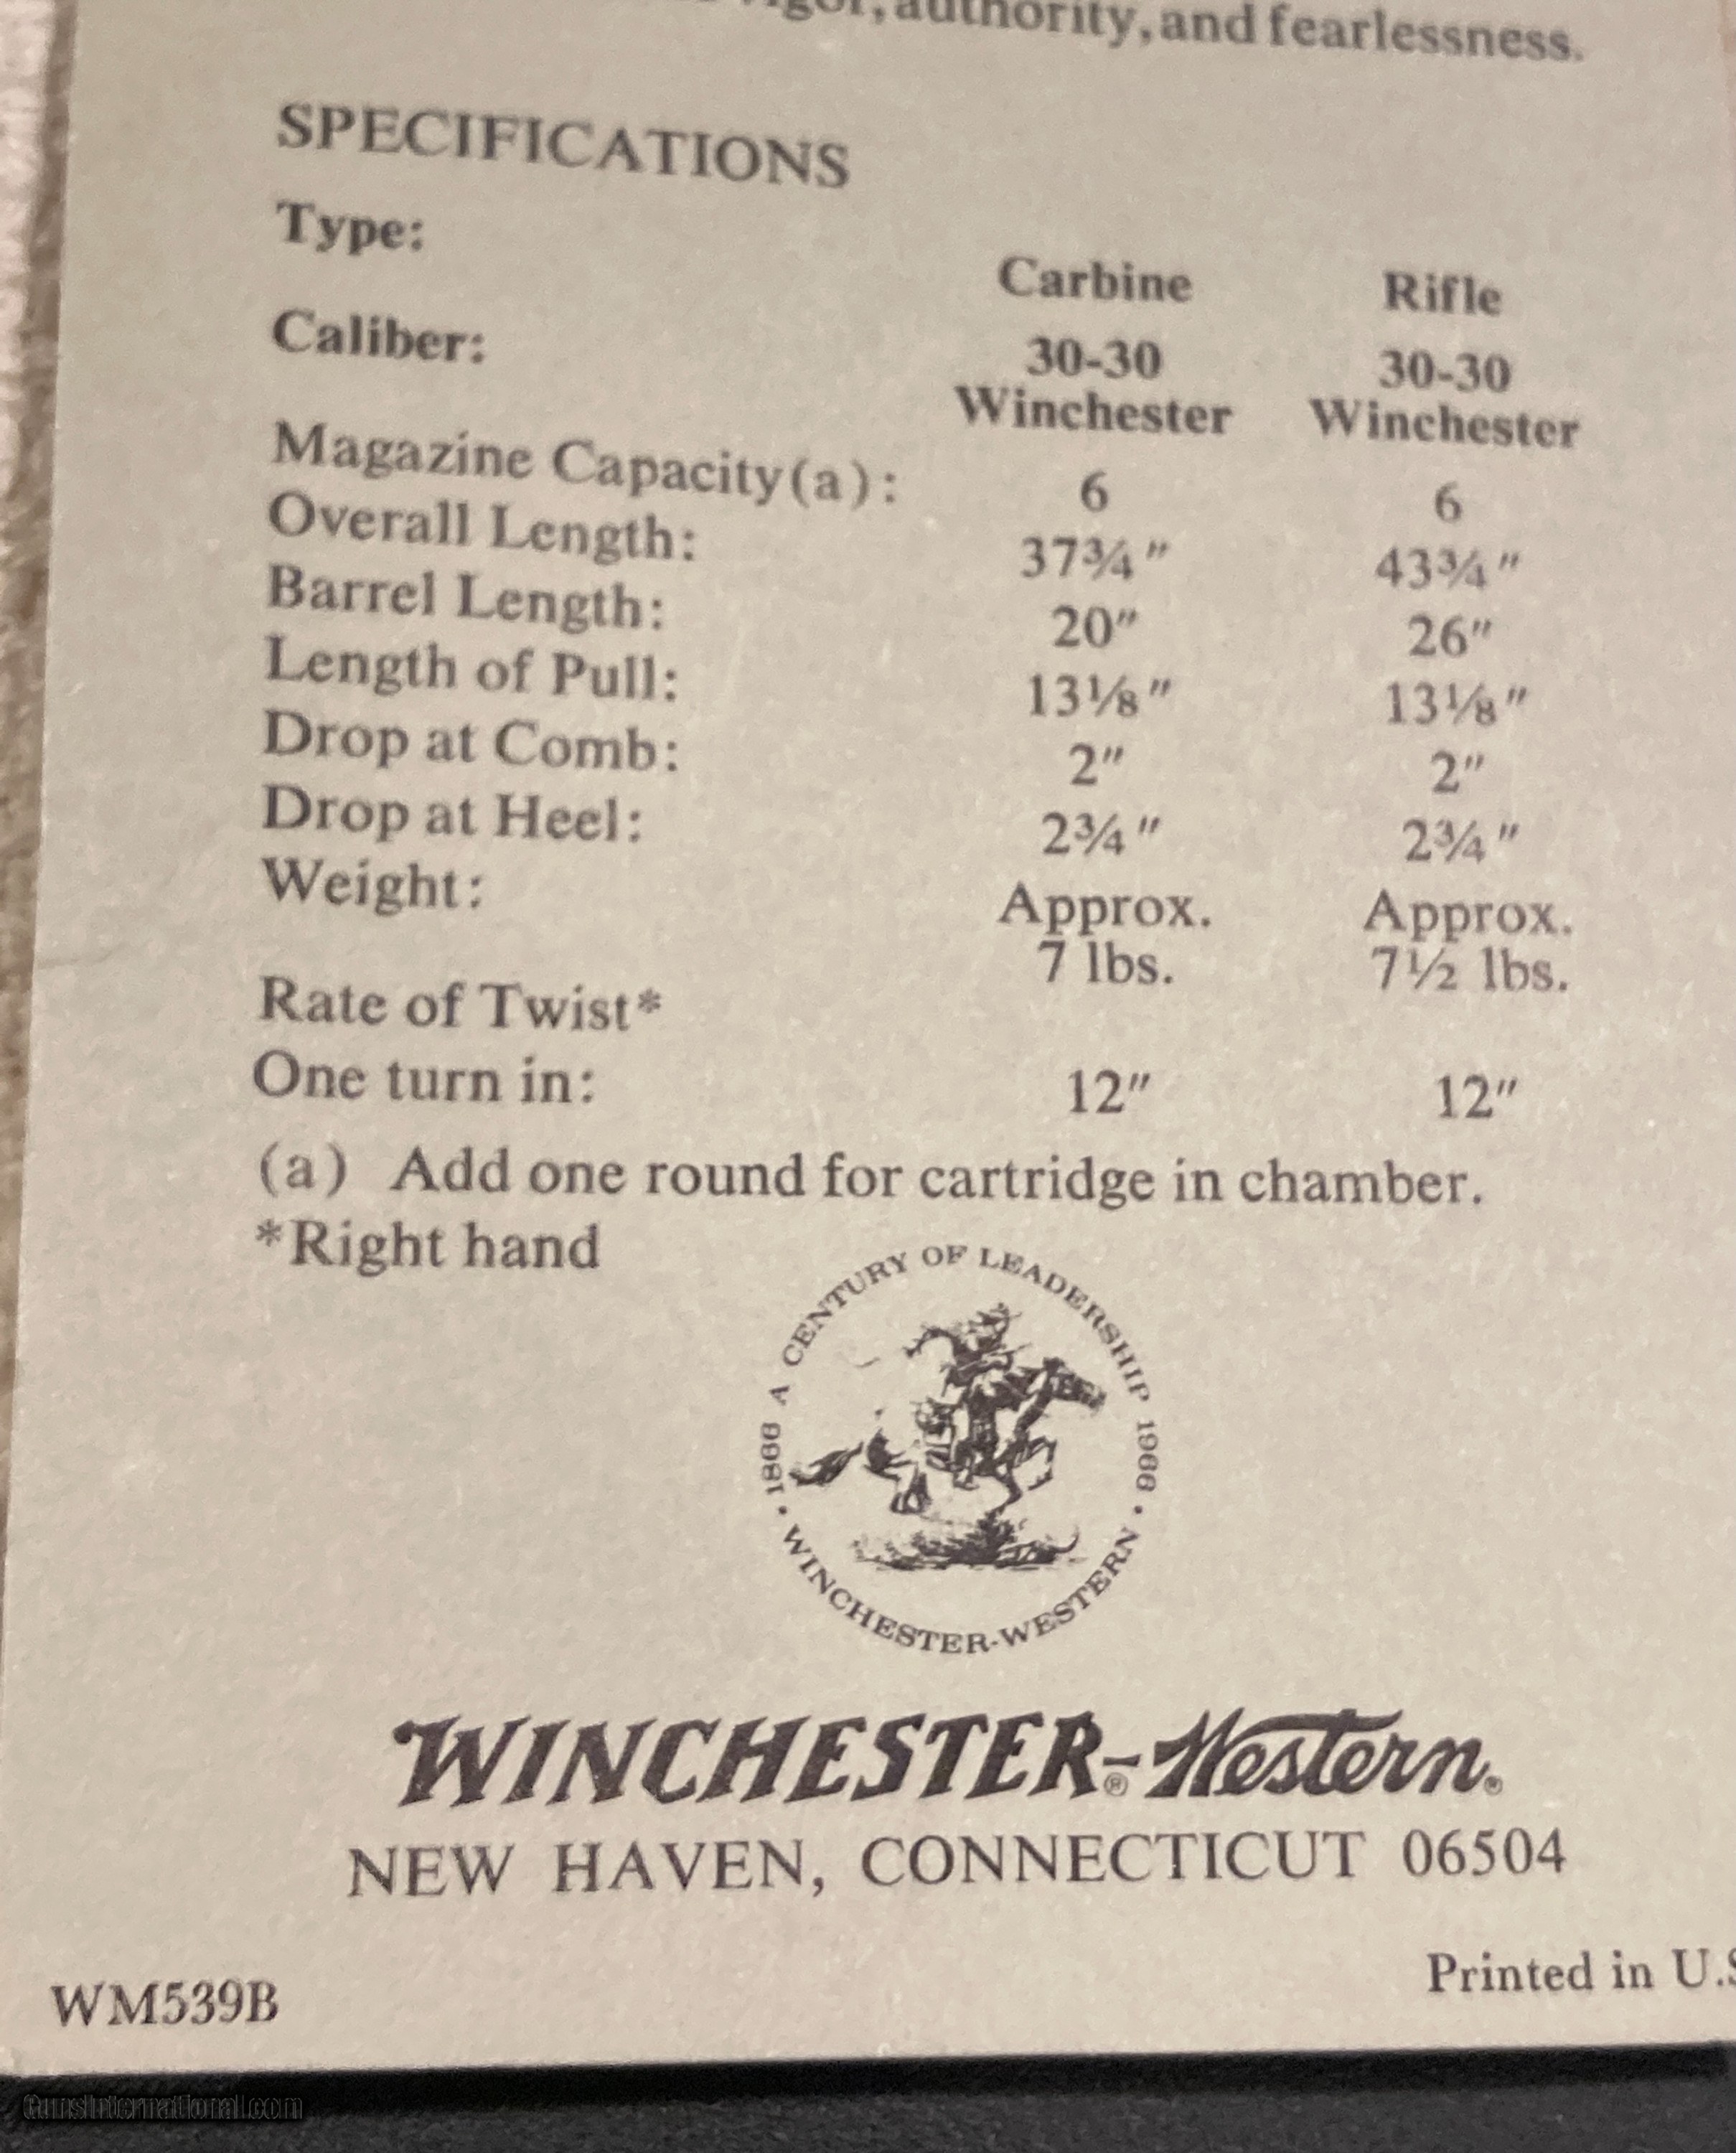 authority, and fearlessness.
SPECIFICATIONS
Type: Carbine Rifle
Caliber: 30-30 30-30
Winchester Winchester
Magazine Capacity(a): 6 6
Overall Length: 37¾" 43¾"
Barrel Length: 20" 26"
Length of Pull: 13⅛" 13⅛"
Drop at Comb: 2" 2"
Drop at Heel: 2¾" 2¾"
Weight: Approx. Approx.
7 lbs. 7½ lbs.
Rate of Twist*
One turn in: 12" 12"
(a) Add one round for cartridge in chamber.
*Right hand
1866 A CENTURY OF LEADERSHIP 1966
• WINCHESTER-WESTERN •
WINCHESTER®-Western®
NEW HAVEN, CONNECTICUT 06504
WM539B
Printed in U.S
GunsInternational.com